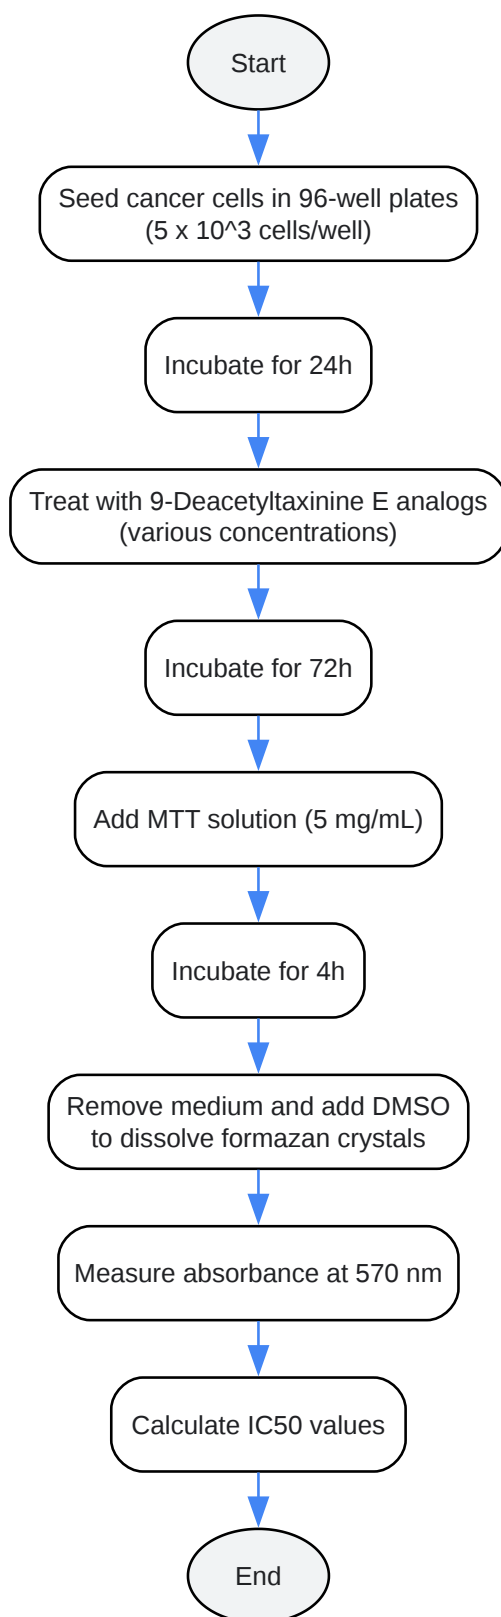 Start
Seed cancer cells in 96-well plates
(5 x 10^3 cells/well)
Incubate for 24h
Treat with 9-Deacetyltaxinine E analogs
(various concentrations)
Incubate for 72h
Add MTT solution (5 mg/mL)
Incubate for 4h
Remove medium and add DMSO
to dissolve formazan crystals
Measure absorbance at 570 nm
Calculate IC50 values
End